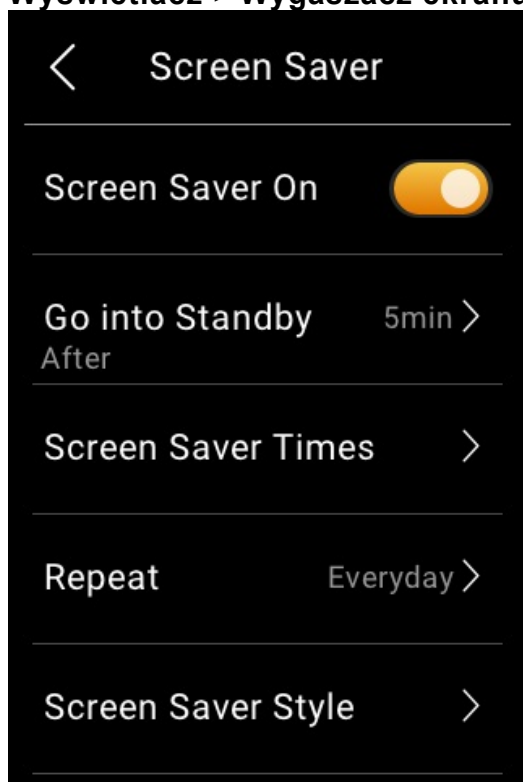 Wyświetlacz > Wygaszacz ekranu
Screen Saver
Screen Saver On
Go into Standby 5min
After
Screen Saver Times
Repeat Everyday
Screen Saver Style